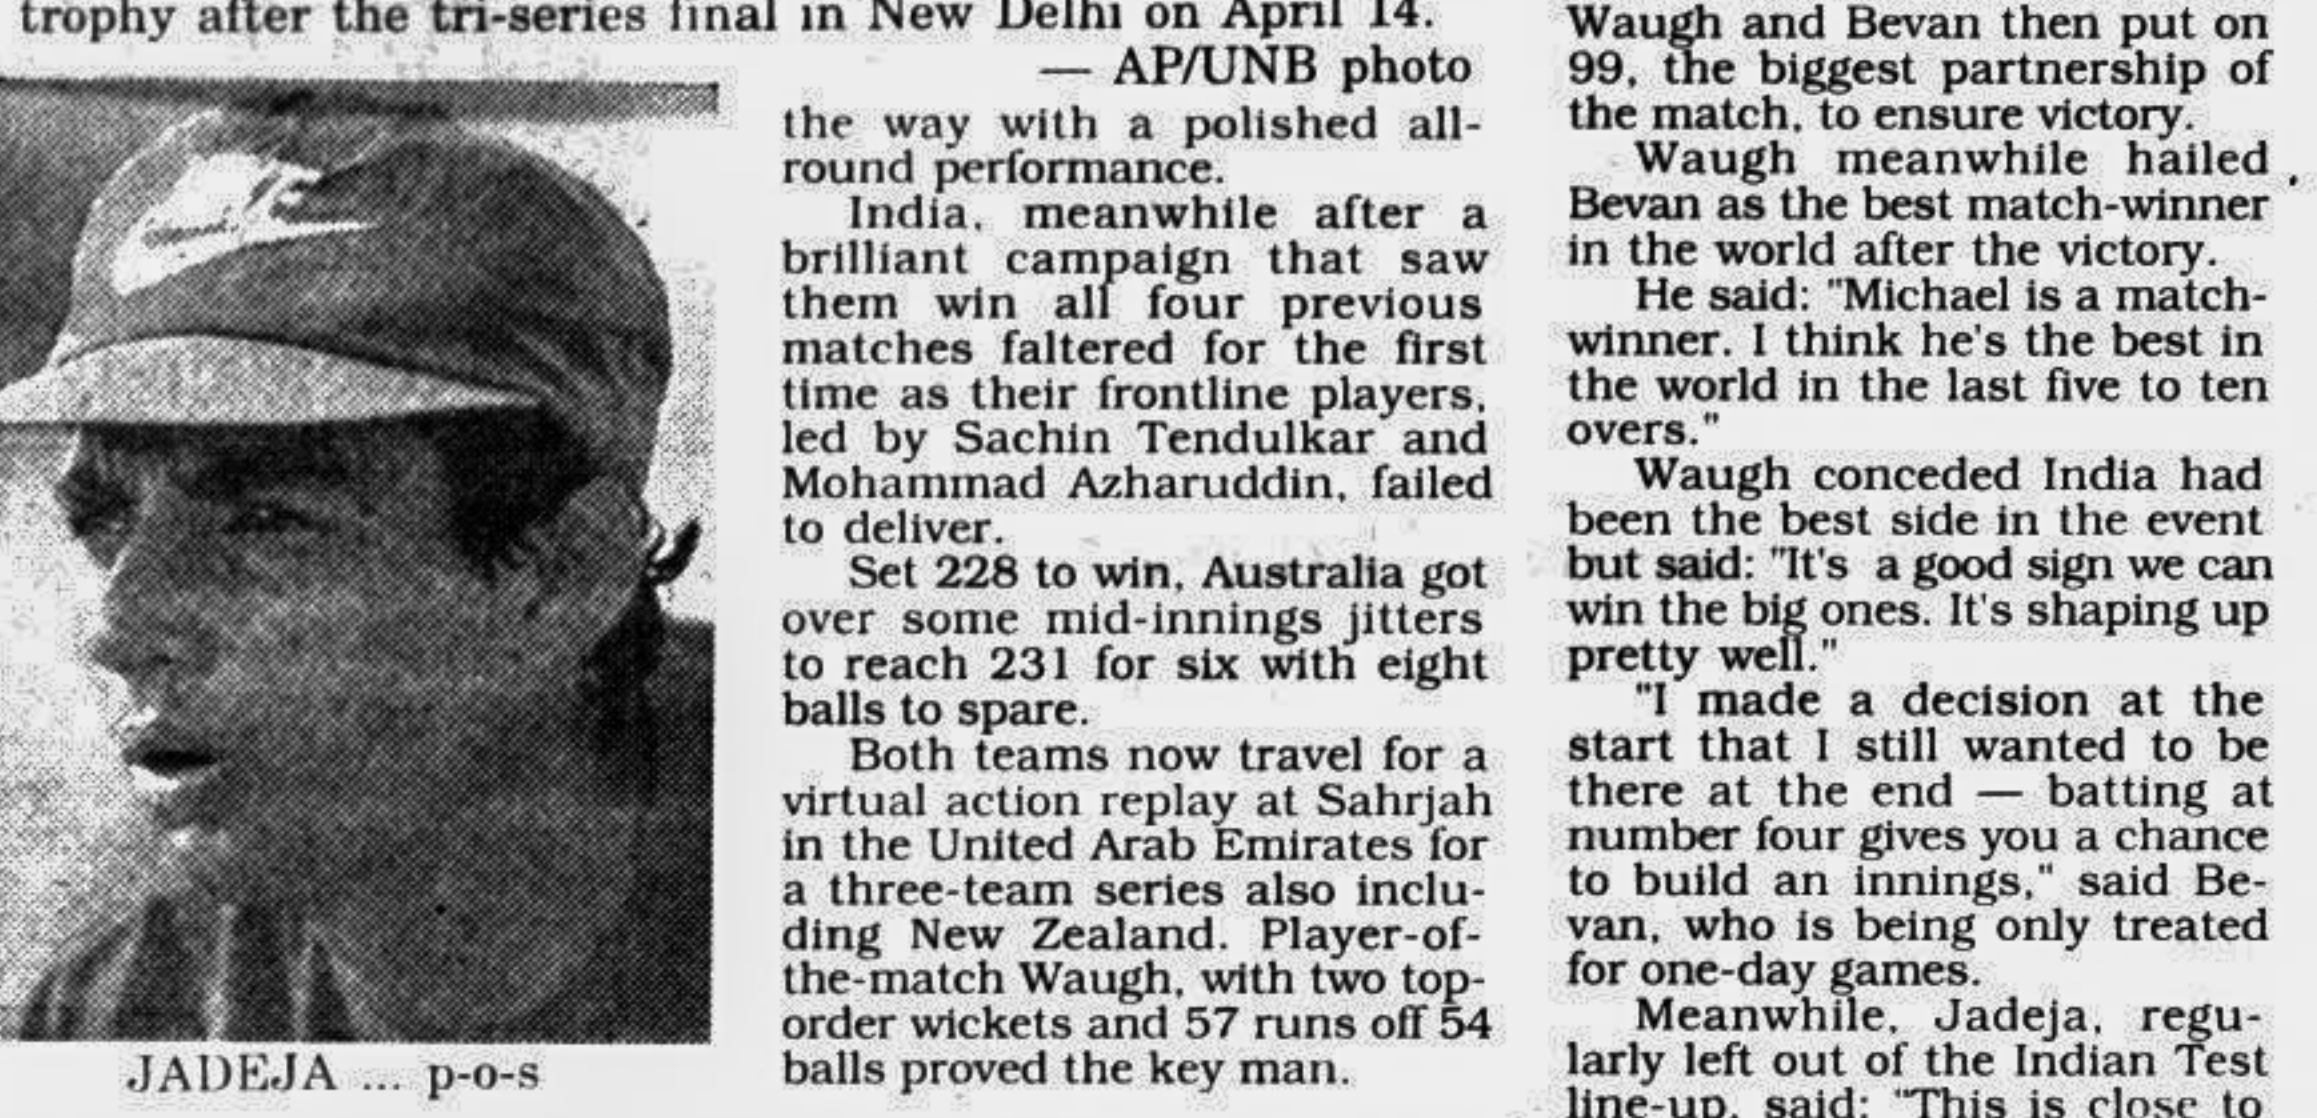 trophy after the tri-series final in New Delhi on April 14.
— AP/UNB photo
JADEJA ... p-o-s
the way with a polished all-
round performance.
India, meanwhile after a
brilliant campaign that saw
them win all four previous
matches faltered for the first
time as their frontline players,
led by Sachin Tendulkar and
Mohammad Azharuddin, failed
to deliver.
Set 228 to win, Australia got
over some mid-innings jitters
to reach 231 for six with eight
balls to spare.
Both teams now travel for a
virtual action replay at Sahrjah
in the United Arab Emirates for
a three-team series also inclu-
ding New Zealand. Player-of-
the-match Waugh, with two top-
order wickets and 57 runs off 54
balls proved the key man.
Waugh and Bevan then put on
99, the biggest partnership of
the match, to ensure victory.
Waugh meanwhile hailed
Bevan as the best match-winner
in the world after the victory.
He said: "Michael is a match-
winner. I think he's the best in
the world in the last five to ten
overs."
Waugh conceded India had
been the best side in the event
but said: "It's a good sign we can
win the big ones. It's shaping up
pretty well."
"I made a decision at the
start that I still wanted to be
there at the end — batting at
number four gives you a chance
to build an innings," said Be-
van, who is being only treated
for one-day games.
Meanwhile, Jadeja, regu-
larly left out of the Indian Test
line-up, said: "This is close to